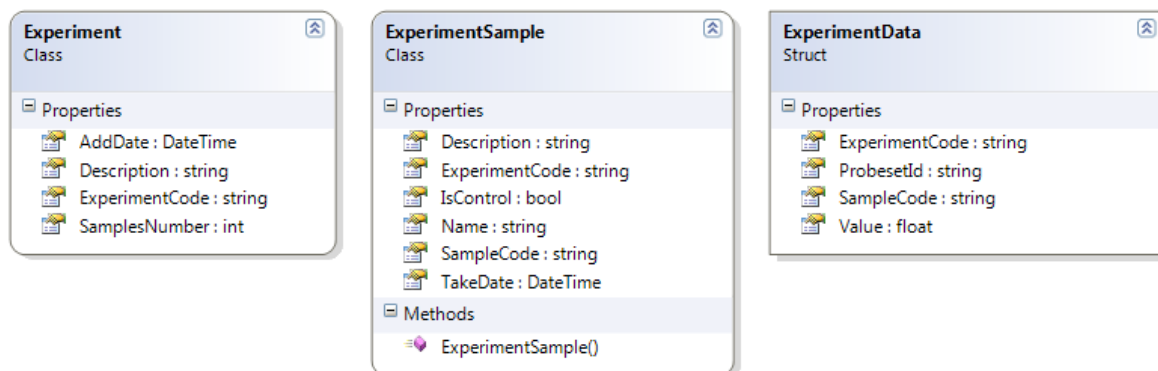 Experiment
Class
Properties
AddDate : DateTime
Description : string
ExperimentCode : string
SamplesNumber : int
ExperimentSample
Class
Properties
Description : string
ExperimentCode : string
IsControl : bool
Name : string
SampleCode : string
TakeDate : DateTime
Methods
ExperimentSample()
ExperimentData
Struct
Properties
ExperimentCode : string
ProbesetId : string
SampleCode : string
Value : float